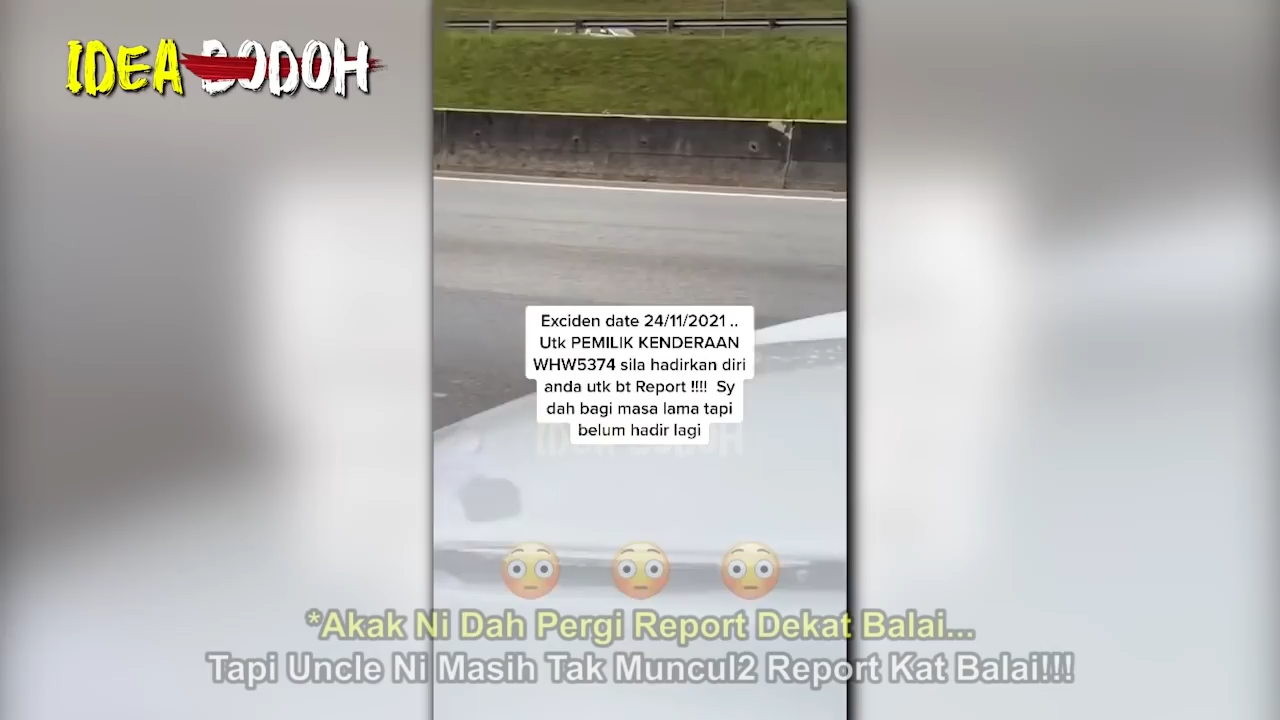 IDEA BODOH
Exciden date 24/11/2021 ..
Utk PEMILIK KENDERAAN
WHW5374 sila hadirkan diri
anda utk bt Report !!!! Sy
dah bagi masa lama tapi
belum hadir lagi
IDEA BODOH
*Akak Ni Dah Pergi Report Dekat Balai...
Tapi Uncle Ni Masih Tak Muncul2 Report Kat Balai!!!